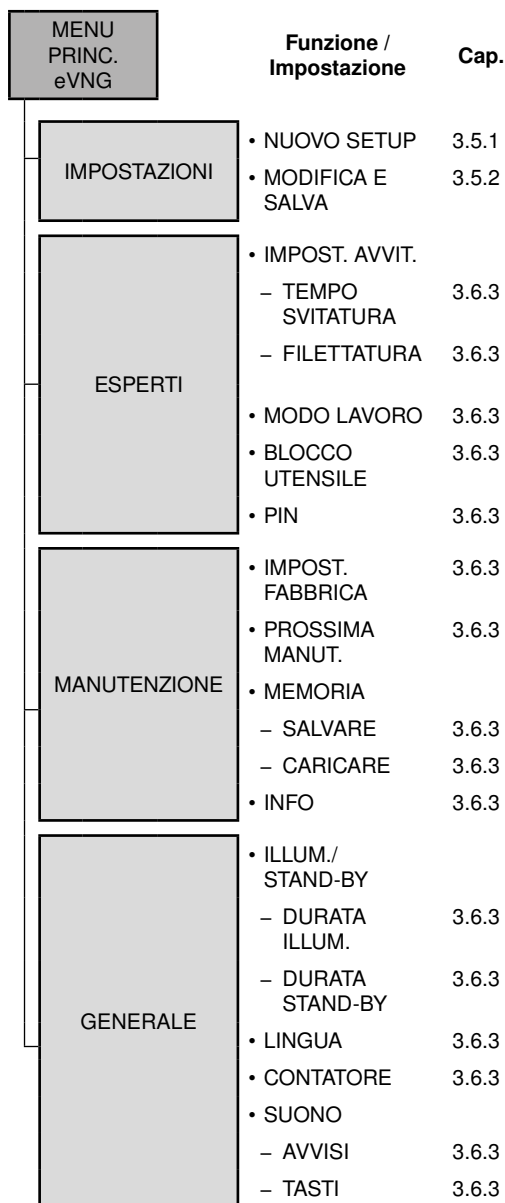 MENU
PRINC.
eVNG
Funzione /
Impostazione
Cap.
IMPOSTAZIONI
• NUOVO SETUP 3.5.1
• MODIFICA E 3.5.2
SALVA
ESPERTI
• IMPOST. AVVIT.
– TEMPO 3.6.3
SVITATURA
– FILETTATURA 3.6.3
• MODO LAVORO 3.6.3
• BLOCCO 3.6.3
UTENSILE
• PIN 3.6.3
MANUTENZIONE
• IMPOST. 3.6.3
FABBRICA
• PROSSIMA 3.6.3
MANUT.
• MEMORIA
– SALVARE 3.6.3
– CARICARE 3.6.3
• INFO 3.6.3
GENERALE
• ILLUM./
STAND-BY
– DURATA 3.6.3
ILLUM.
– DURATA 3.6.3
STAND-BY
• LINGUA 3.6.3
• CONTATORE 3.6.3
• SUONO
– AVVISI 3.6.3
– TASTI 3.6.3